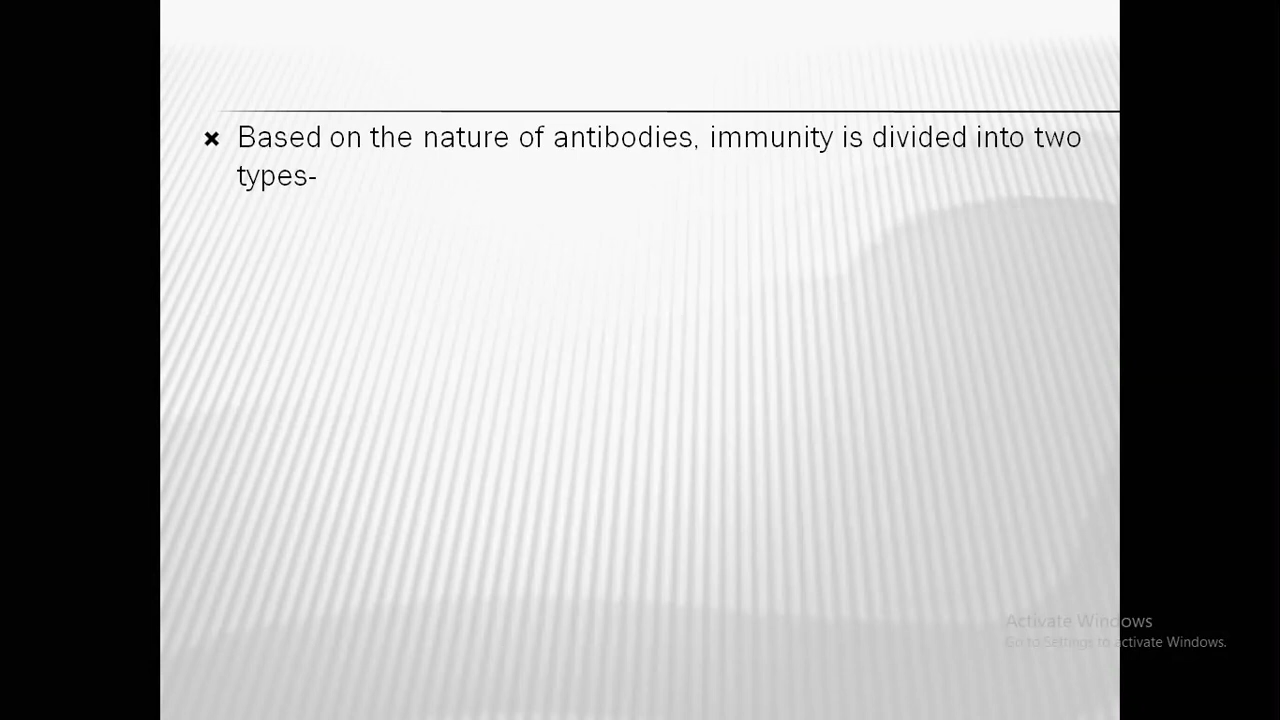 Based on the nature of antibodies, immunity is divided into two
types-
Activate Windows
Go to Settings to activate Windows.